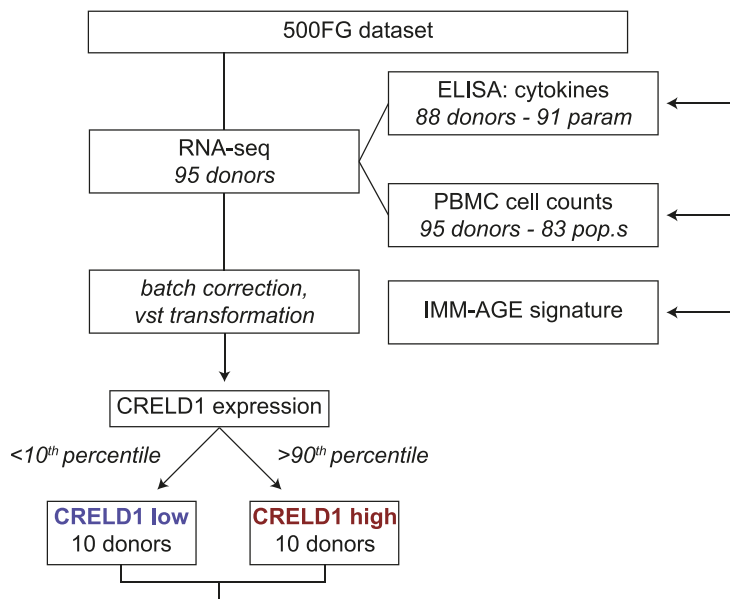 500FG dataset
ELISA: cytokines
88 donors - 91 param
RNA-seq
95 donors
PBMC cell counts
95 donors - 83 pop.s
batch correction,
vst transformation
IMM-AGE signature
CRELD1 expression
<10th percentile
>90th percentile
CRELD1 low
10 donors
CRELD1 high
10 donors